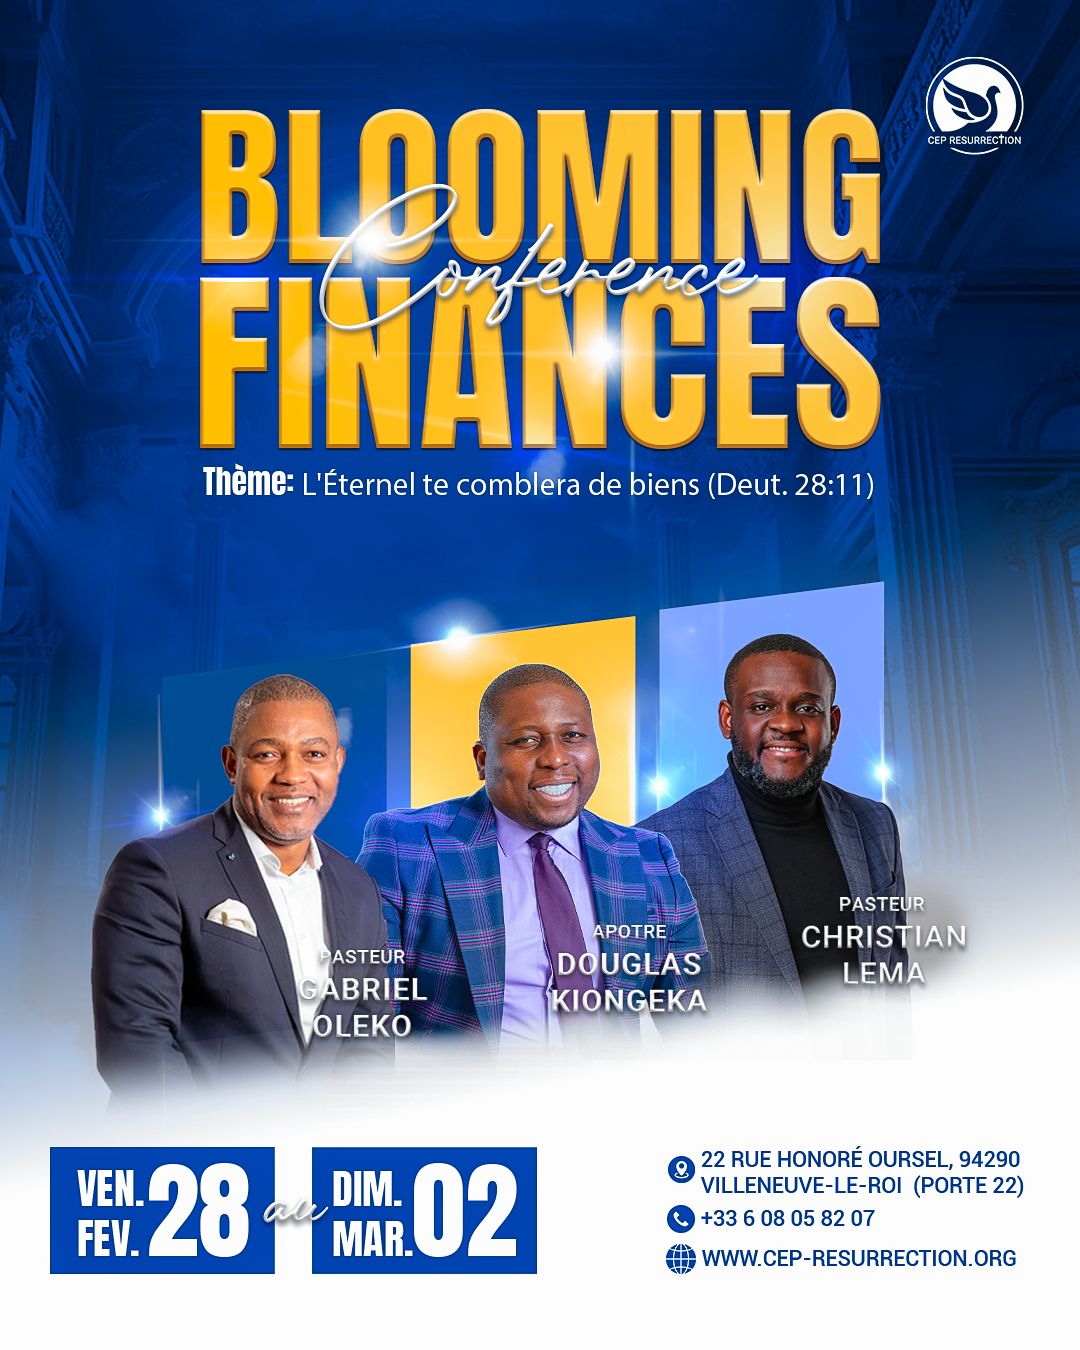 CEP RESURRECTION
BLOOMING
Conference
FINANCES
Thème: L'Éternel te comblera de biens (Deut. 28:11)
PASTEUR
GABRIEL
OLEKO
APOTRE
DOUGLAS
KIONGEKA
PASTEUR
CHRISTIAN
LEMA
VEN. 28
FEV.
au
DIM. 02
MAR.
22 RUE HONORÉ OURSEL, 94290
VILLENEUVE-LE-ROI (PORTE 22)
+33 6 08 05 82 07
WWW.CEP-RESURRECTION.ORG